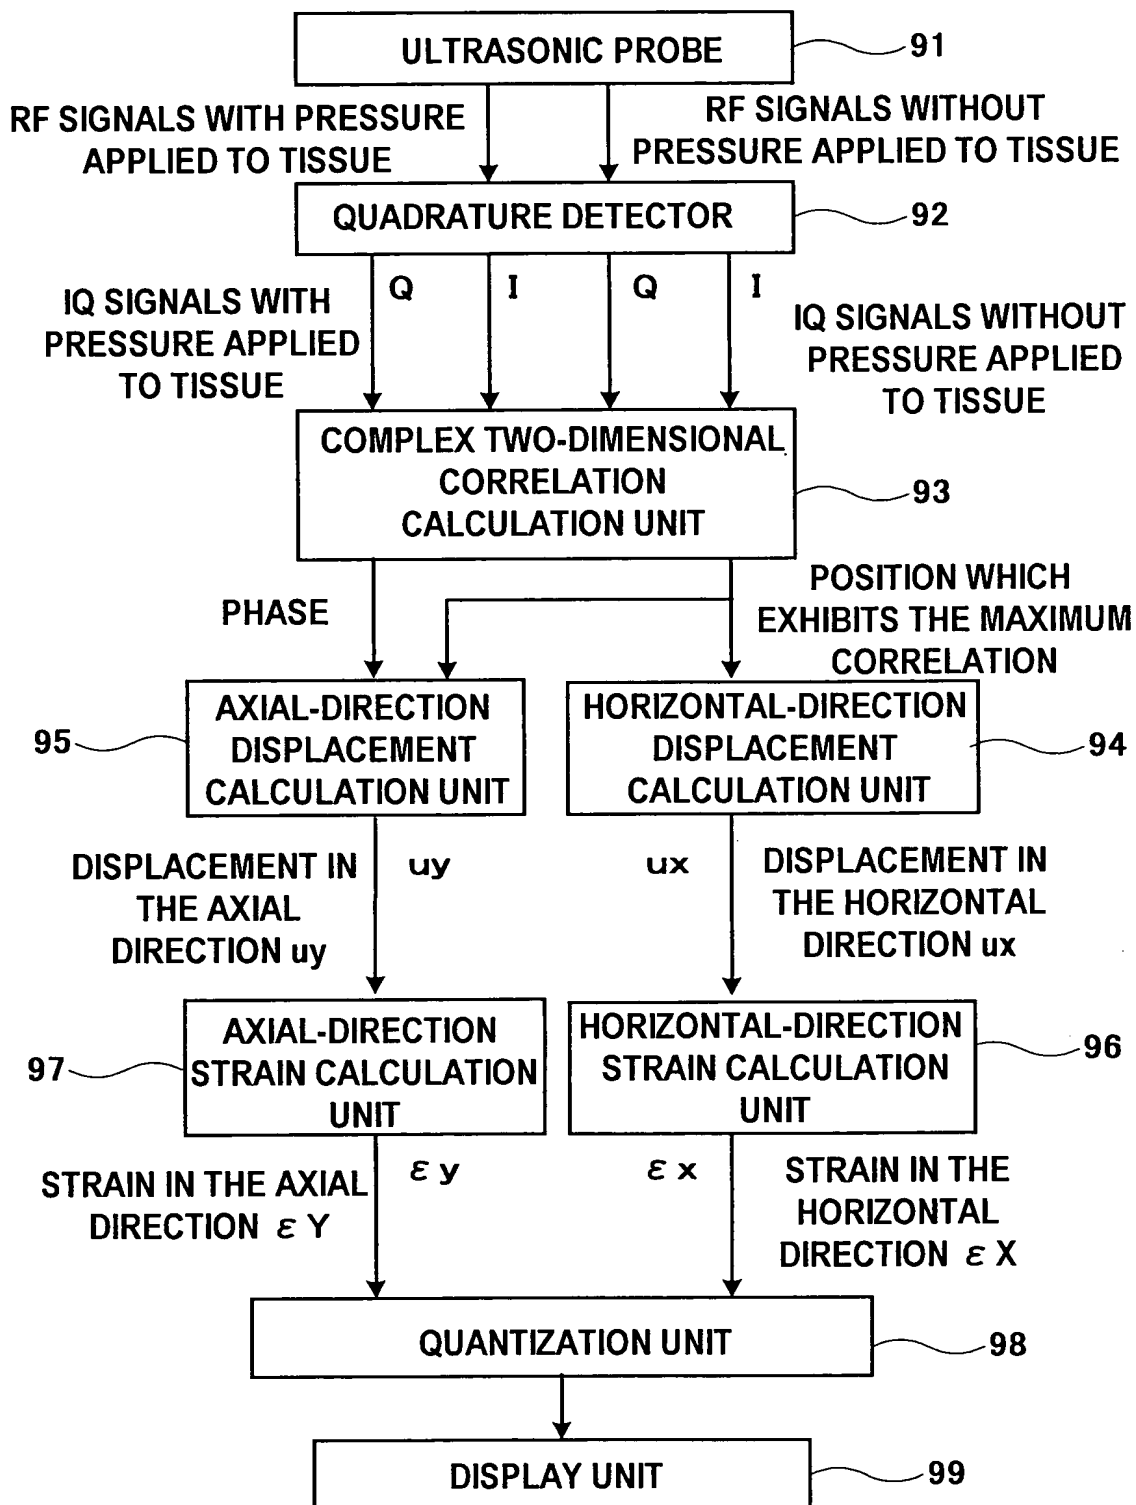 ULTRASONIC PROBE
91
RF SIGNALS WITH PRESSURE
APPLIED TO TISSUE
RF SIGNALS WITHOUT
PRESSURE APPLIED TO TISSUE
QUADRATURE DETECTOR
92
Q
I
Q
I
IQ SIGNALS WITH
PRESSURE APPLIED
TO TISSUE
IQ SIGNALS WITHOUT
PRESSURE APPLIED
TO TISSUE
COMPLEX TWO-DIMENSIONAL
CORRELATION
CALCULATION UNIT
93
PHASE
POSITION WHICH
EXHIBITS THE MAXIMUM
CORRELATION
95
AXIAL-DIRECTION
DISPLACEMENT
CALCULATION UNIT
HORIZONTAL-DIRECTION
DISPLACEMENT
CALCULATION UNIT
94
DISPLACEMENT IN
THE AXIAL
DIRECTION uy
uy
ux
DISPLACEMENT IN
THE HORIZONTAL
DIRECTION ux
97
AXIAL-DIRECTION
STRAIN CALCULATION
UNIT
HORIZONTAL-DIRECTION
STRAIN CALCULATION
UNIT
96
STRAIN IN THE AXIAL
DIRECTION ε Y
ε y
ε x
STRAIN IN THE
HORIZONTAL
DIRECTION ε X
QUANTIZATION UNIT
98
DISPLAY UNIT
99